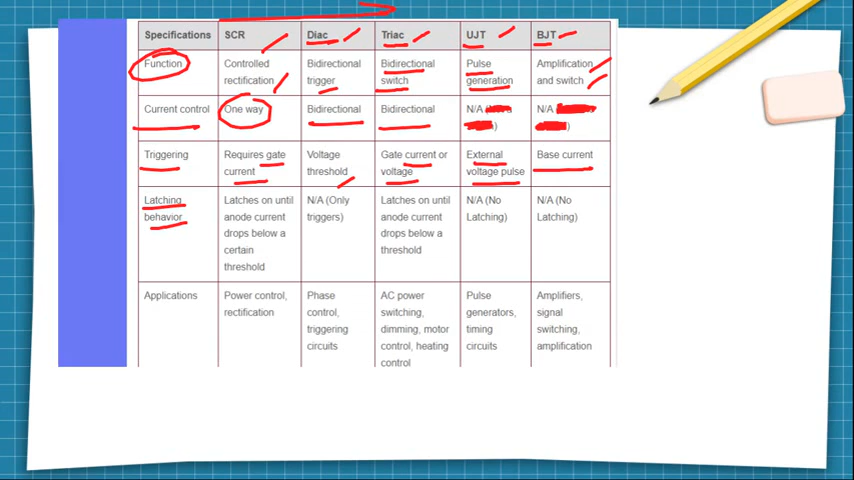 Specifications SCR Diac Triac UJT BJT
Function Controlled Bidirectional Bidirectional Pulse Amplification
rectification trigger switch generation and switch
Current control One way Bidirectional Bidirectional N/A N/A
) )
Triggering Requires gate Voltage Gate current or External Base current
current threshold voltage voltage pulse
Latching Latches on until N/A (Only Latches on until N/A (No N/A (No
behavior anode current triggers) anode current Latching) Latching)
drops below a drops below a
certain threshold
threshold
Applications Power control, Phase AC power Pulse Amplifiers,
rectification control, switching, generators, signal
triggering dimming, motor timing switching,
circuits control, heating circuits amplification
control